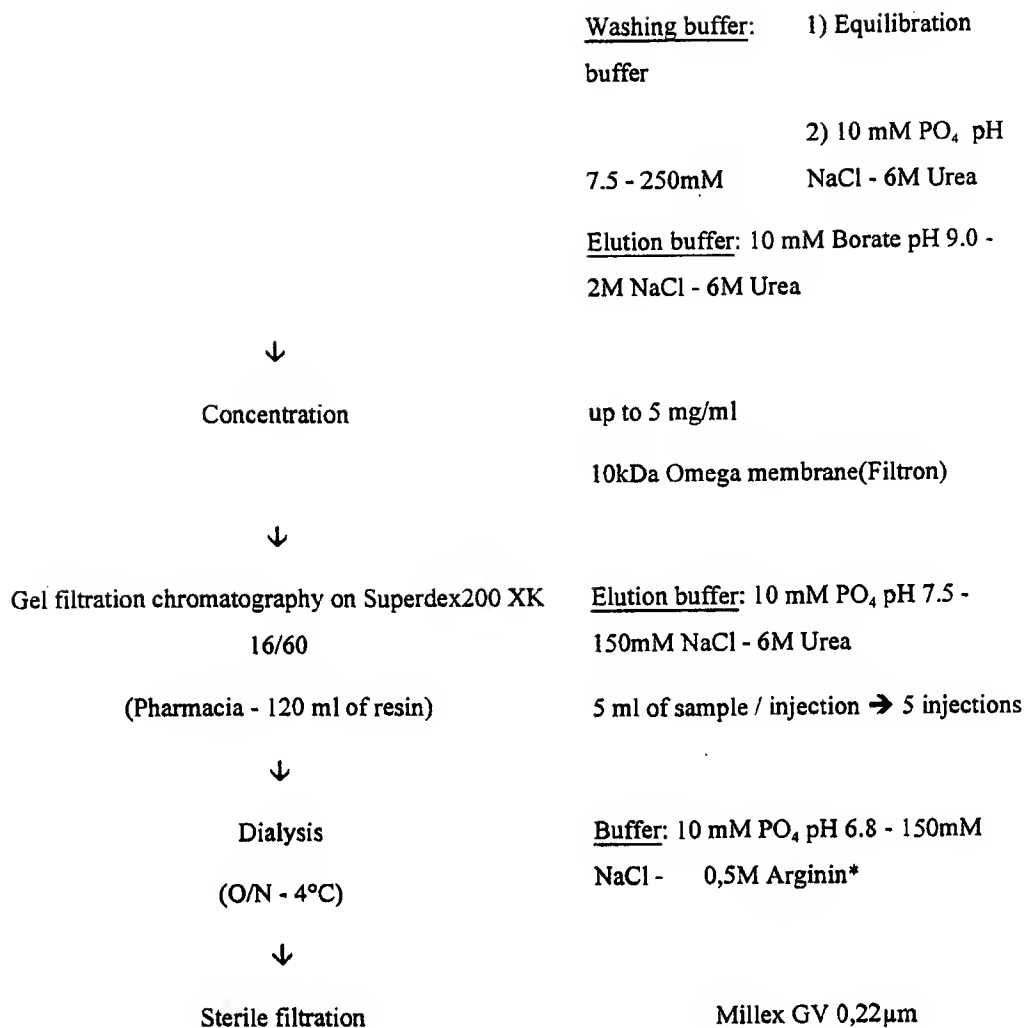 Washing buffer: 1) Equilibration
buffer
2) 10 mM PO₄ pH
7.5 - 250mM NaCl - 6M Urea
Elution buffer: 10 mM Borate pH 9.0 -
2M NaCl - 6M Urea
↓
Concentration up to 5 mg/ml
10kDa Omega membrane(Filtron)
↓
Gel filtration chromatography on Superdex200 XK Elution buffer: 10 mM PO₄ pH 7.5 -
16/60 150mM NaCl - 6M Urea
(Pharmacia - 120 ml of resin) 5 ml of sample / injection ➔ 5 injections
↓
Dialysis Buffer: 10 mM PO₄ pH 6.8 - 150mM
NaCl - 0,5M Arginin*
(O/N - 4°C)
↓
Sterile filtration Millex GV 0,22µm